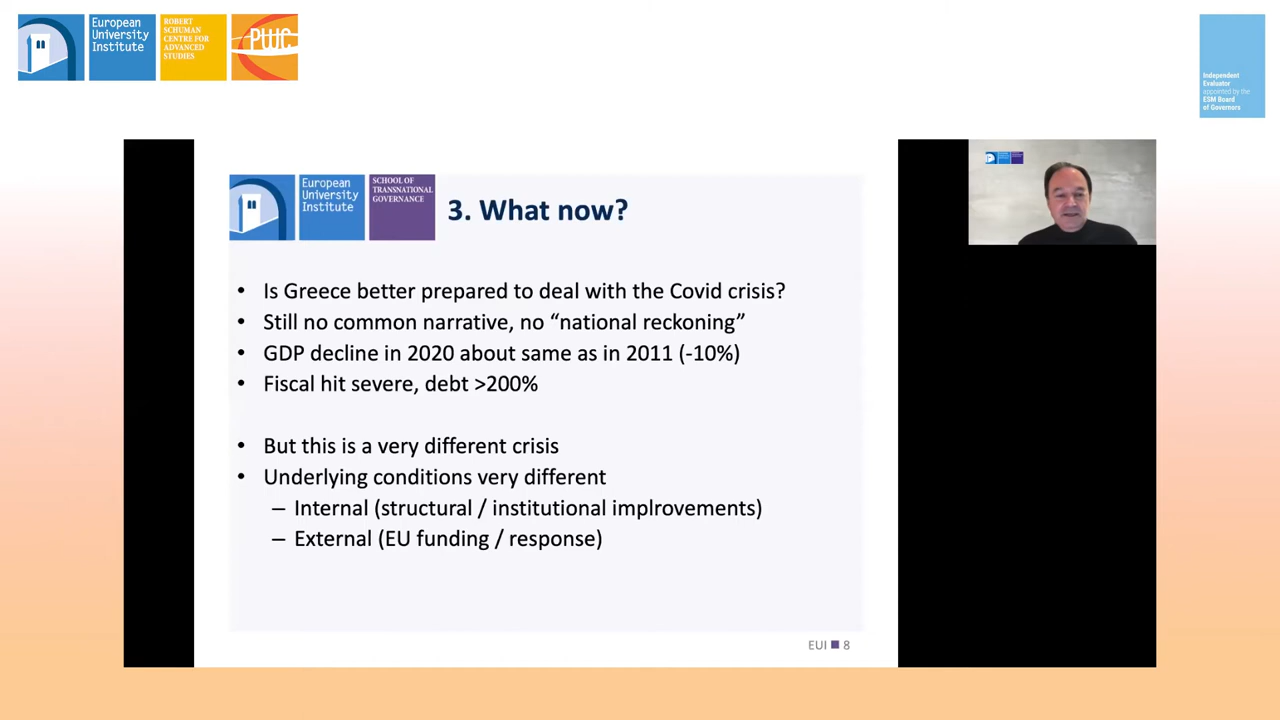 European
University
Institute
ROBERT
SCHUMAN
CENTRE FOR
ADVANCED
STUDIES
PWC
Independent
Evaluator
appointed by the
ESM Board
of Governors
European
University
Institute
SCHOOL OF
TRANSNATIONAL
GOVERNANCE
3. What now?
• Is Greece better prepared to deal with the Covid crisis?
• Still no common narrative, no “national reckoning”
• GDP decline in 2020 about same as in 2011 (-10%)
• Fiscal hit severe, debt >200%
• But this is a very different crisis
• Underlying conditions very different
– Internal (structural / institutional implrovements)
– External (EU funding / response)
EUI 8